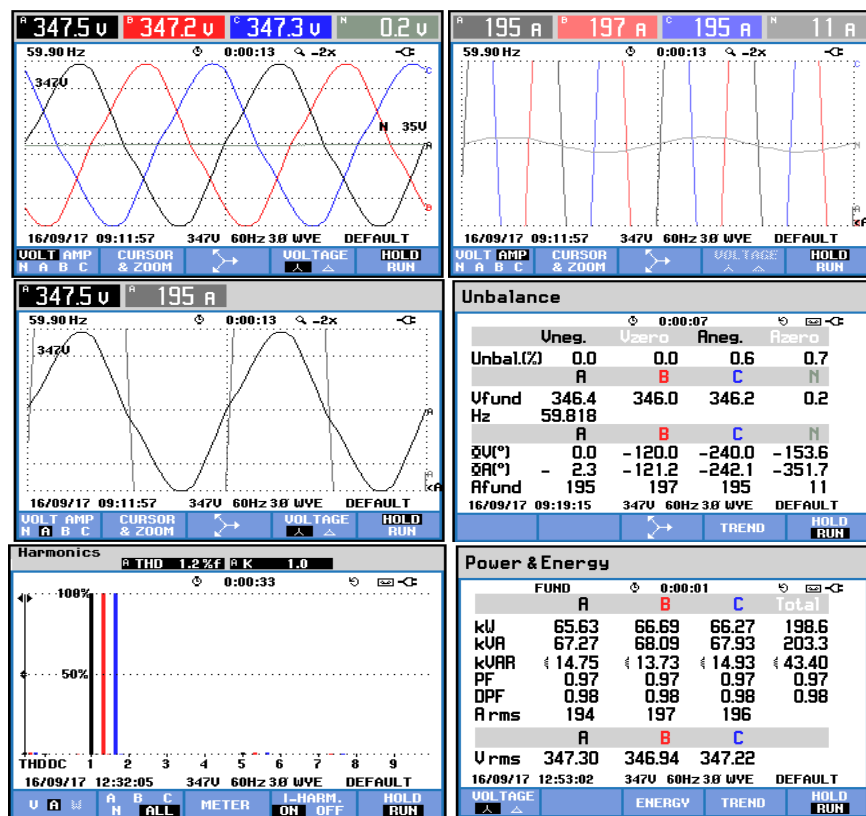 A 347.5 V B 347.2 V C 347.3 V N 0.2 V
59.90 Hz 0:00:13 -2x
347V
C
N 35V
A
B
16/09/17 09:11:57 347V 60Hz 3Ø WYE DEFAULT
VOLT AMP CURSOR VOLTAGE HOLD
N A B C & ZOOM RUN
A 195 A B 197 A C 195 A N 11 A
59.90 Hz 0:00:13 -2x
C
N
A
16/09/17 09:11:57 347V 60Hz 3Ø WYE DEFAULT
VOLT AMP CURSOR VOLTAGE HOLD
N A B C & ZOOM RUN
A 347.5 V A 195 A
59.90 Hz 0:00:13 -2x
347V
A
A
16/09/17 09:11:57 347V 60Hz 3Ø WYE DEFAULT
VOLT AMP CURSOR VOLTAGE HOLD
N A B C & ZOOM RUN
Unbalance
0:00:07
Vneg. Vzero Aneg. Azero
Unbal.(%) 0.0 0.0 0.6 0.7
A B C N
Vfund 346.4 346.0 346.2 0.2
Hz 59.818
A B C N
ØV(°) 0.0 -120.0 -240.0 -153.6
ØA(°) - 2.3 -121.2 -242.1 -351.7
Afund 195 197 195 11
16/09/17 09:19:15 347V 60Hz 3Ø WYE DEFAULT
TREND HOLD
RUN
Harmonics
A THD 1.2%f A K 1.0
0:00:33
100%
50%
THDDC 1 2 3 4 5 6 7 8 9
16/09/17 12:32:05 347V 60Hz 3Ø WYE DEFAULT
V A W A B C METER I-HARM. HOLD
N ALL ON OFF RUN
Power & Energy
FUND 0:00:01
A B C Total
kW 65.63 66.69 66.27 198.6
kVA 67.27 68.09 67.93 203.3
kVAR 14.75 13.73 14.93 43.40
PF 0.97 0.97 0.97 0.97
DPF 0.98 0.98 0.98 0.98
A rms 194 197 196
A B C
V rms 347.30 346.94 347.22
16/09/17 12:53:02 347V 60Hz 3Ø WYE DEFAULT
VOLTAGE ENERGY TREND HOLD
RUN